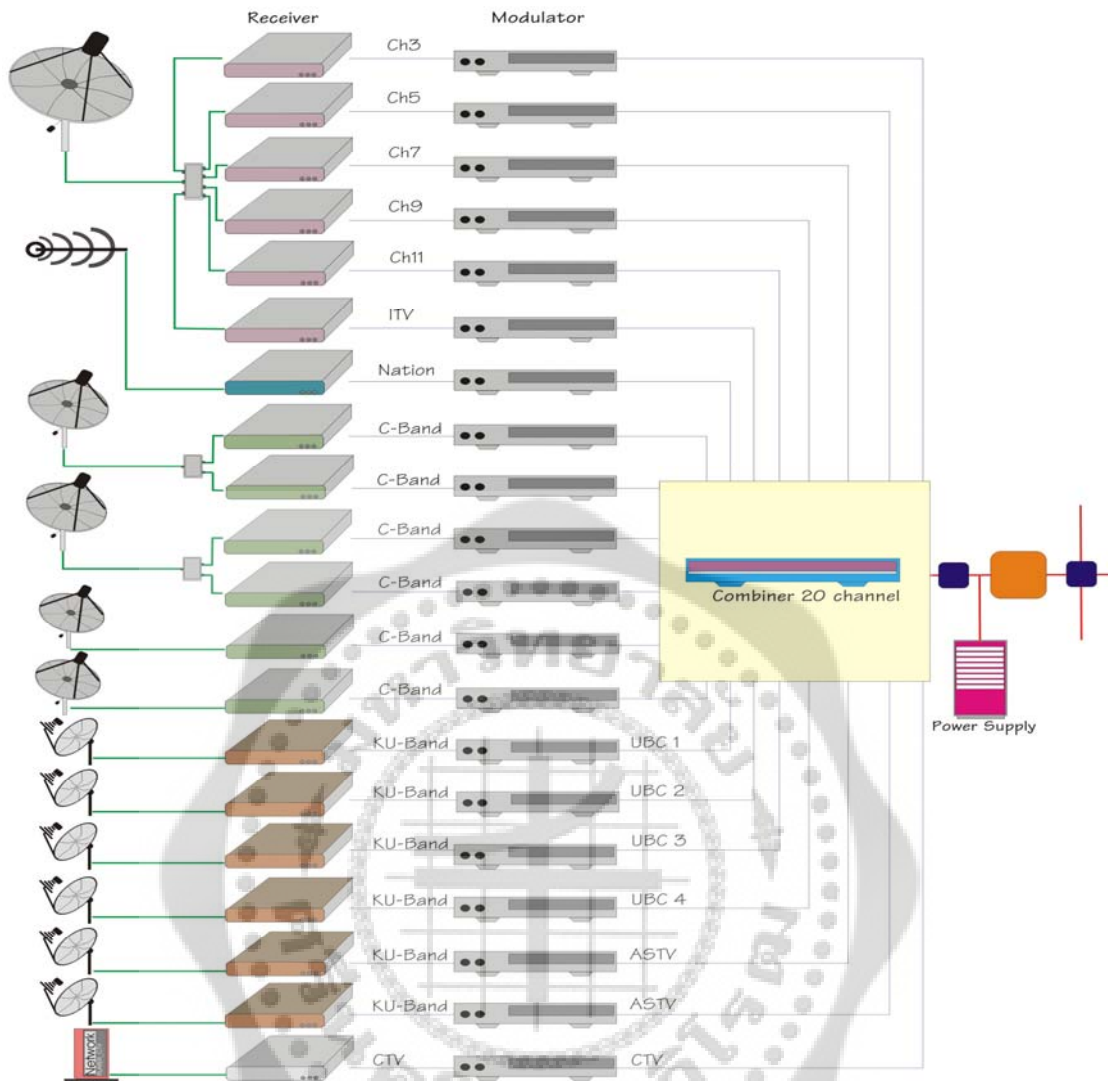 Receiver Modulator
Ch3
Ch5
Ch7
Ch9
Ch11
ITV
Nation
C-Band
C-Band
C-Band
C-Band
Combiner 20 channel
C-Band
C-Band
Power Supply
KU-Band UBC 1
KU-Band UBC 2
KU-Band UBC 3
KU-Band UBC 4
KU-Band ASTV
KU-Band ASTV
Network
CTV CTV